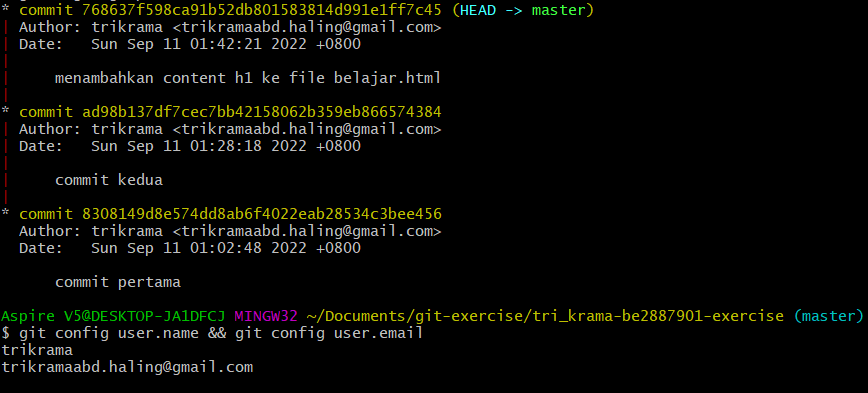 * commit 768637f598ca91b52db801583814d991e1ff7c45 (HEAD -> master)
| Author: trikrama <trikramaabd.haling@gmail.com>
| Date:   Sun Sep 11 01:42:21 2022 +0800
|
|     menambahkan content h1 ke file belajar.html
|
* commit ad98b137df7cec7bb42158062b359eb866574384
| Author: trikrama <trikramaabd.haling@gmail.com>
| Date:   Sun Sep 11 01:28:18 2022 +0800
|
|     commit kedua
|
* commit 8308149d8e574dd8ab6f4022eab28534c3bee456
  Author: trikrama <trikramaabd.haling@gmail.com>
  Date:   Sun Sep 11 01:02:48 2022 +0800

      commit pertama

Aspire V5@DESKTOP-JA1DFCJ MINGW32 ~/Documents/git-exercise/tri_krama-be2887901-exercise (master)
$ git config user.name && git config user.email
trikrama
trikramaabd.haling@gmail.com